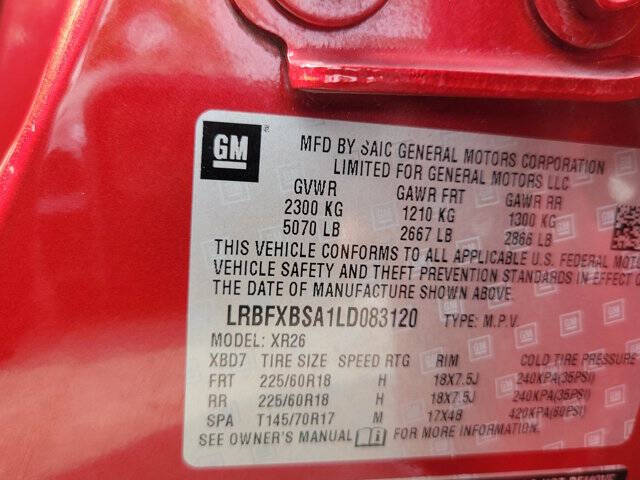 GM
MFD BY SAIC GENERAL MOTORS CORPORATION
LIMITED FOR GENERAL MOTORS LLC
GVWR GAWR FRT GAWR RR
2300 KG 1210 KG 1300 KG
5070 LB 2667 LB 2866 LB
THIS VEHICLE CONFORMS TO ALL APPLICABLE U.S. FEDERAL MOTO
VEHICLE SAFETY AND THEFT PREVENTION STANDARDS IN EFFECT O
THE DATE OF MANUFACTURE SHOWN ABOVE.
LRBFXBSA1LD083120 TYPE: M.P.V.
MODEL: XR26
XBD7 TIRE SIZE SPEED RTG RIM COLD TIRE PRESSURE
FRT 225/60R18 H 18X7.5J 240KPA(35PSI)
RR 225/60R18 H 18X7.5J 240KPA(35PSI)
SPA T145/70R17 M 17X4B 420KPA(60PSI)
SEE OWNER'S MANUAL FOR MORE INFORMATION
NOT REMOVE